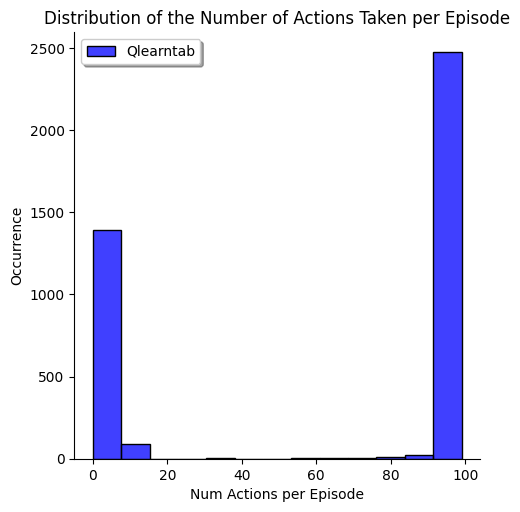 Distribution of the Number of Actions Taken per Episode
Qlearntab
2500
2000
1500
1000
500
0
Occurrence
0 20 40 60 80 100
Num Actions per Episode